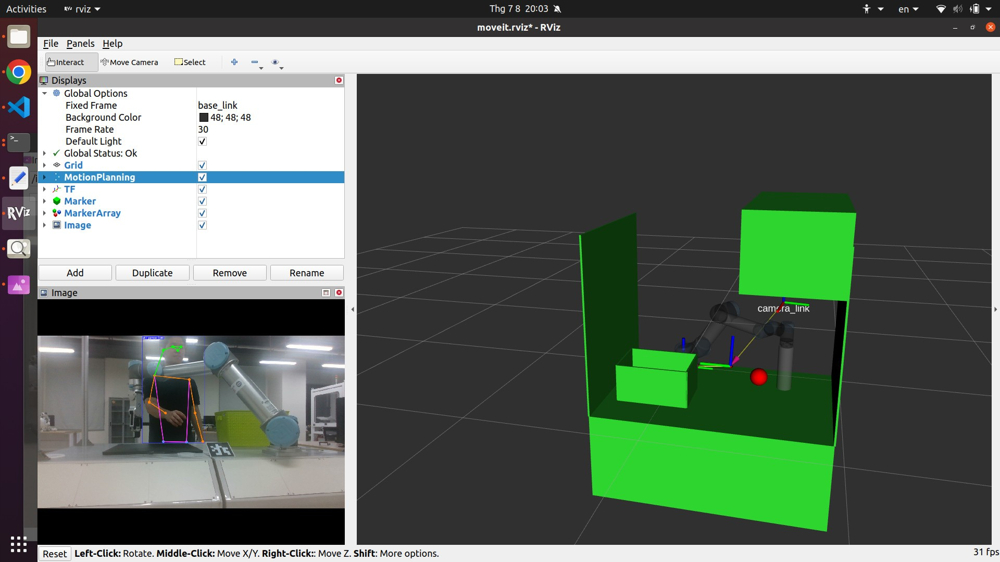 Activities
RViz rviz
Thg 7 8 20:03
en
moveit.rviz* - RViz
File Panels Help
Interact
Move Camera
Select
Displays
Global Options
Fixed Frame base_link
Background Color 48; 48; 48
Frame Rate 30
Default Light
Global Status: Ok
Grid
MotionPlanning
TF
Marker
MarkerArray
Image
Add Duplicate Remove Rename
Image
RViz
camera_link
Reset Left-Click: Rotate. Middle-Click: Move X/Y. Right-Click:: Move Z. Shift: More options.
31 fps